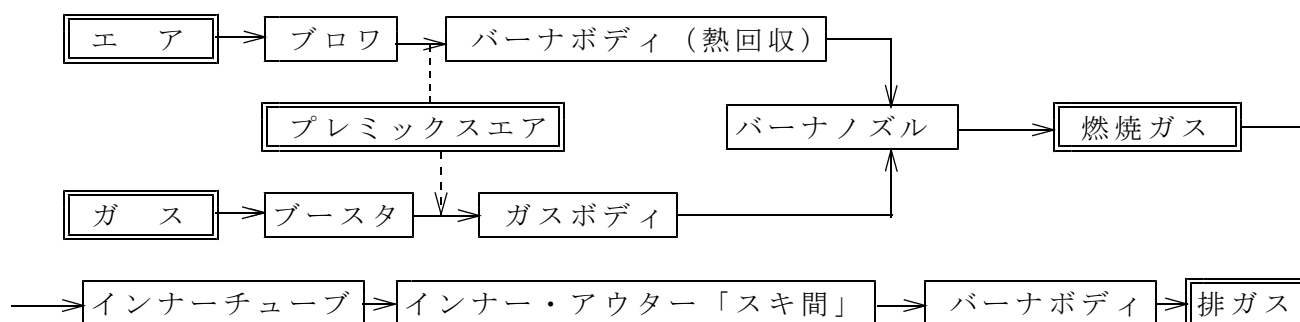 エア ブロワ バーナボディ（熱回収）
プレミックスエア バーナノズル 燃焼ガス
ガス ブースタ ガスボディ
インナーチューブ インナー・アウター「スキ間」 バーナボディ 排ガス